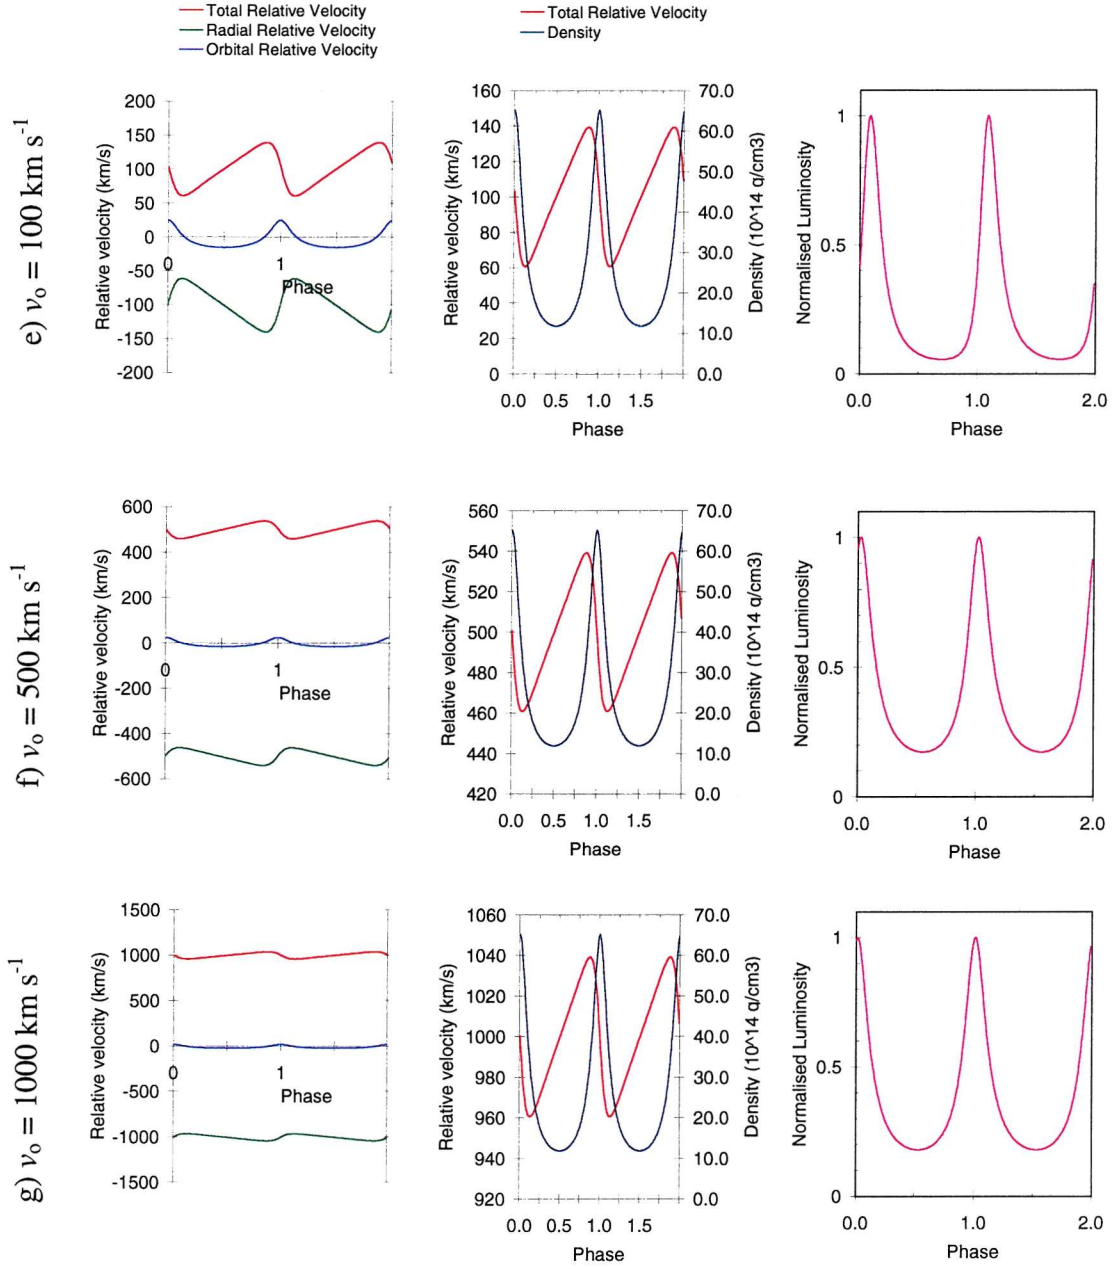 Total Relative Velocity
Radial Relative Velocity
Orbital Relative Velocity
Total Relative Velocity
Density
e) vo = 100 km s-1
Relative velocity (km/s)
200
150
100
50
0
-50
-100
-150
-200
0
1
Phase
Relative velocity (km/s)
160
140
120
100
80
60
40
20
0
0.0 0.5 1.0 1.5
Phase
70.0
60.0
50.0
40.0
30.0
20.0
10.0
0.0
Density (10^14 q/cm3)
Normalised Luminosity
1
0.5
0
0.0 1.0 2.0
Phase
f) vo = 500 km s-1
Relative velocity (km/s)
600
400
200
0
-200
-400
-600
0
1
Phase
Relative velocity (km/s)
560
540
520
500
480
460
440
420
0.0 0.5 1.0 1.5
Phase
70.0
60.0
50.0
40.0
30.0
20.0
10.0
0.0
Density (10^14 q/cm3)
Normalised Luminosity
1
0.5
0
0.0 1.0 2.0
Phase
g) vo = 1000 km s-1
Relative velocity (km/s)
1500
1000
500
0
-500
-1000
-1500
0
1
Phase
Relative velocity (km/s)
1060
1040
1020
1000
980
960
940
920
0.0 0.5 1.0 1.5
Phase
70.0
60.0
50.0
40.0
30.0
20.0
10.0
0.0
Density (10^14 q/cm3)
Normalised Luminosity
1
0.5
0
0.0 1.0 2.0
Phase